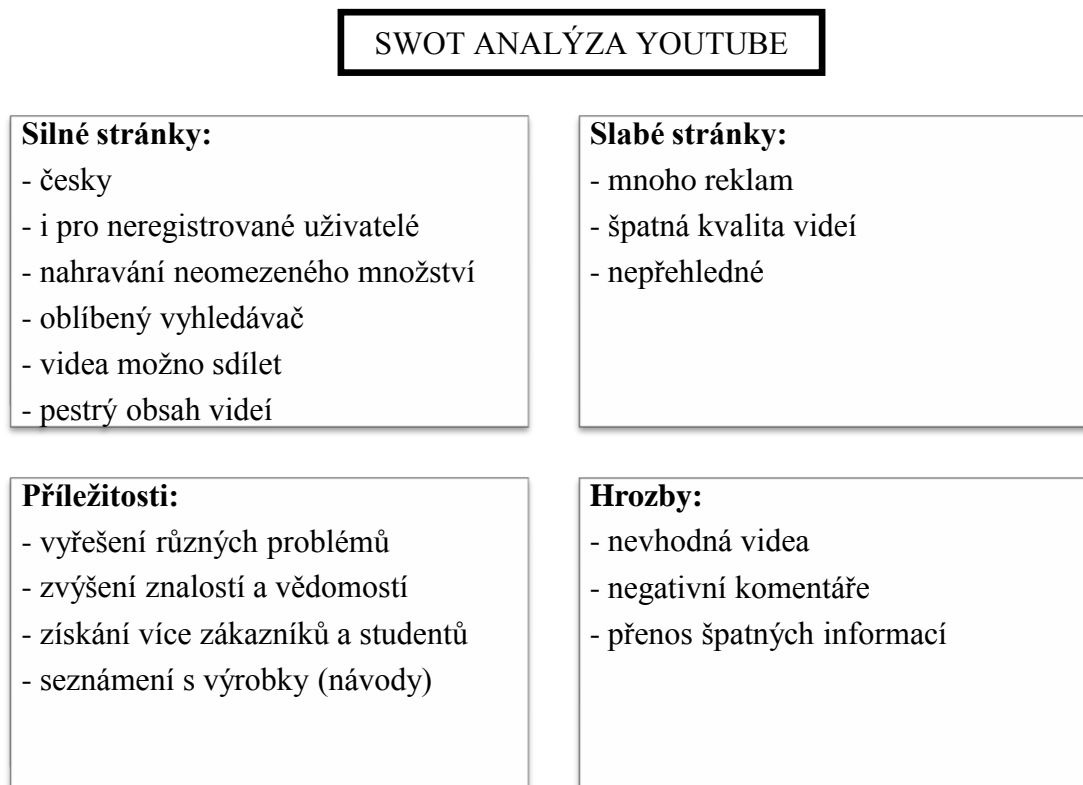 SWOT ANALÝZA YOUTUBE
Silné stránky:
- česky
- i pro neregistrované uživatelé
- nahravání neomezeného množství
- oblíbený vyhledávač
- videa možno sdílet
- pestrý obsah videí
Slabé stránky:
- mnoho reklam
- špatná kvalita videí
- nepřehledné
Příležitosti:
- vyřešení různých problémů
- zvýšení znalostí a vědomostí
- získání více zákazníků a studentů
- seznámení s výrobky (návody)
Hrozby:
- nevhodná videa
- negativní komentáře
- přenos špatných informací